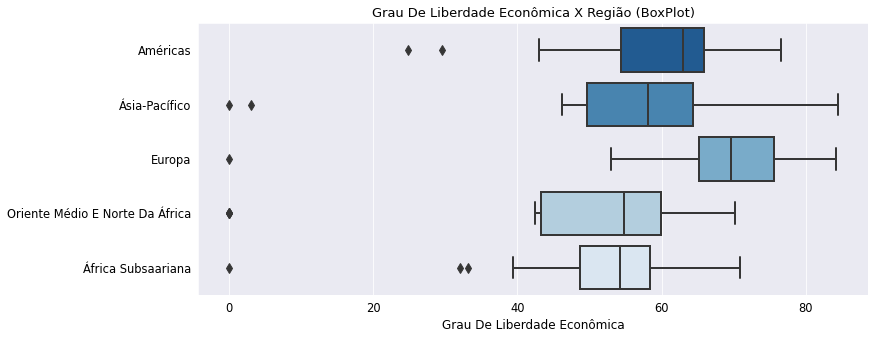 Grau De Liberdade Econômica X Região (BoxPlot)
Américas
Ásia-Pacífico
Europa
Oriente Médio E Norte Da África
África Subsaariana
0 20 40 60 80
Grau De Liberdade Econômica